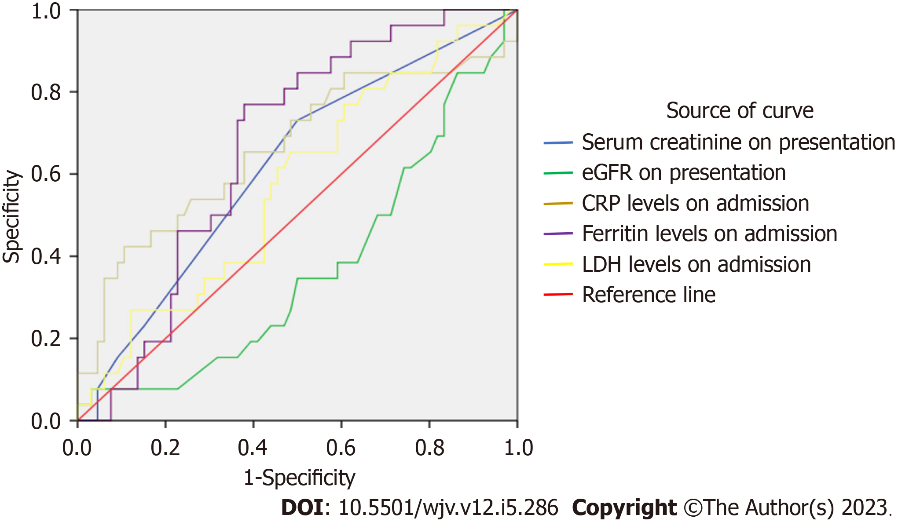 1.0
0.8
0.6
0.4
0.2
0.0
Specificity
0.0 0.2 0.4 0.6 0.8 1.0
1-Specificity
Source of curve
Serum creatinine on presentation
eGFR on presentation
CRP levels on admission
Ferritin levels on admission
LDH levels on admission
Reference line
DOI: 10.5501/wjv.v12.i5.286 Copyright ©The Author(s) 2023.